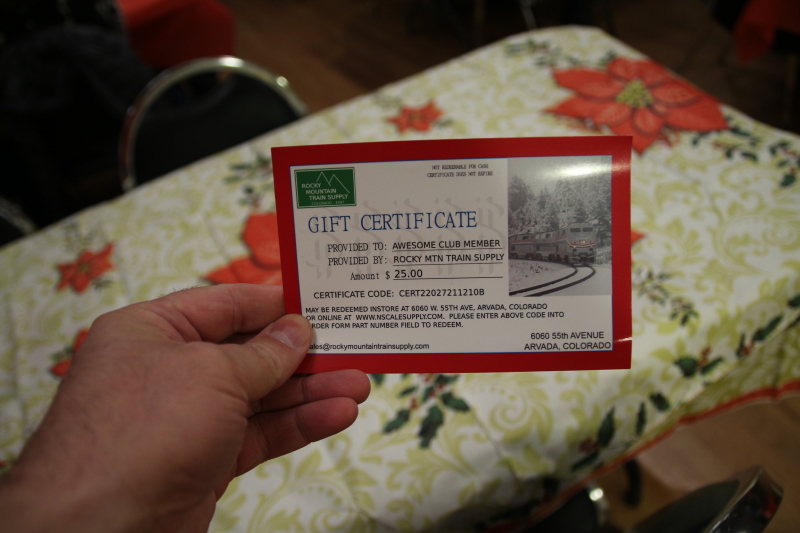 ROCKY
MOUNTAIN
TRAIN SUPPLY
NOT REDEEMABLE FOR CASH
CERTIFICATE DOES NOT EXPIRE
GIFT CERTIFICATE
PROVIDED TO: AWESOME CLUB MEMBER
PROVIDED BY: ROCKY MTN TRAIN SUPPLY
Amount $ 25.00
CERTIFICATE CODE: CERT22027211210B
MAY BE REDEEMED INSTORE AT 6060 W. 55TH AVE, ARVADA, COLORADO
OR ONLINE AT WWW.NSCALESUPPLY.COM. PLEASE ENTER ABOVE CODE INTO
RDER FORM PART NUMBER FIELD TO REDEEM.
ales@rockymountaintrainsupply.com
6060 55th AVENUE
ARVADA, COLORADO